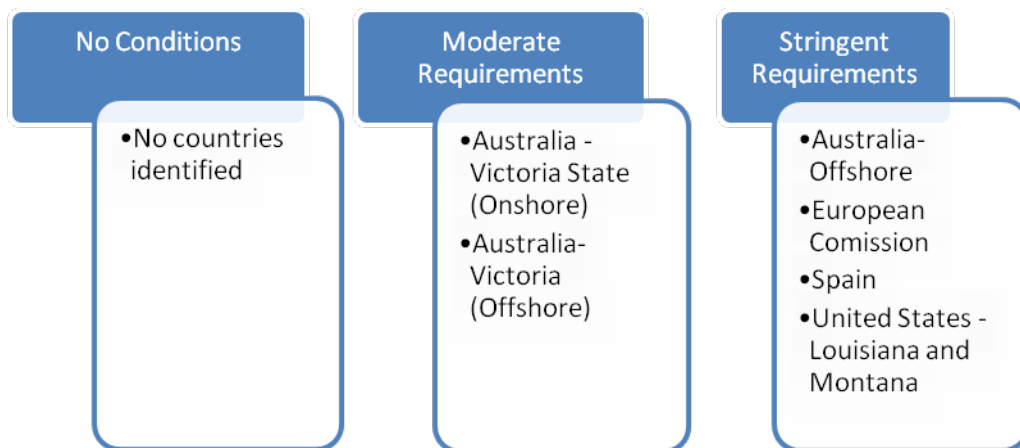 No Conditions
•No countries
identified
Moderate
Requirements
•Australia -
Victoria State
(Onshore)
•Australia-
Victoria
(Offshore)
Stringent
Requirements
•Australia-
Offshore
•European
Comission
•Spain
•United States -
Louisiana and
Montana